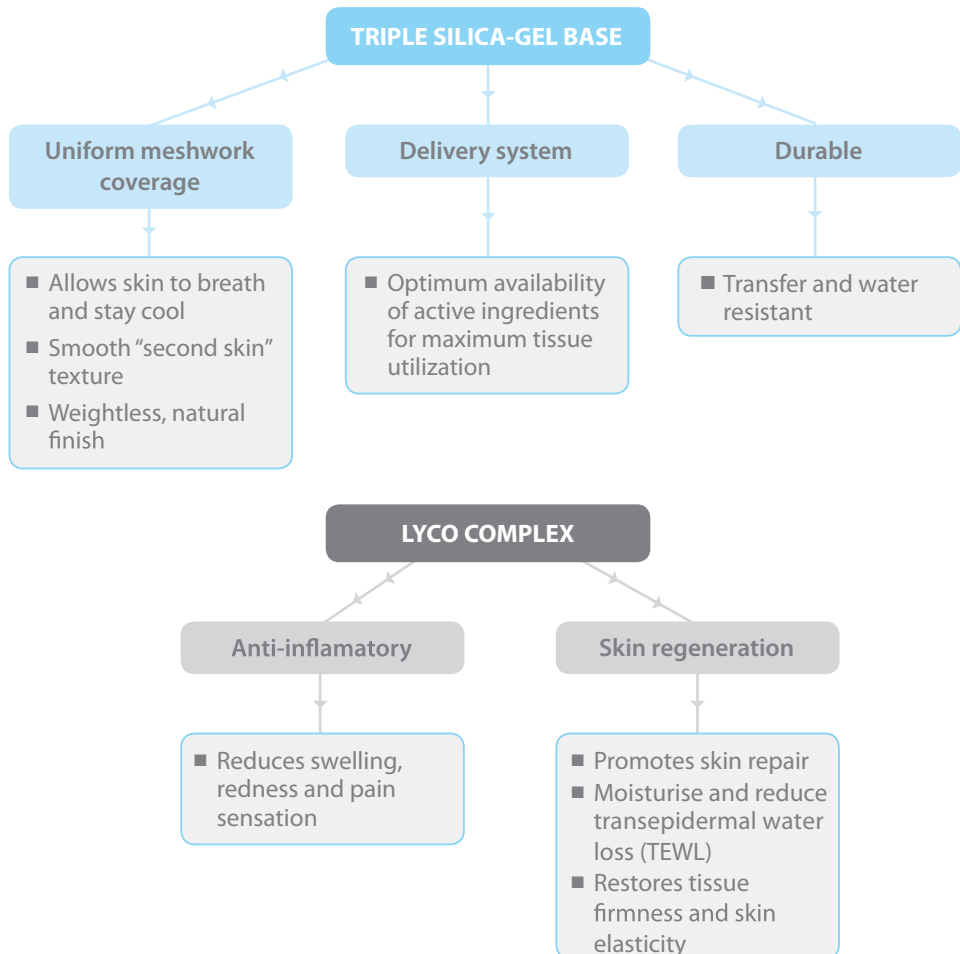 TRIPLE SILICA-GEL BASE
Uniform meshwork
coverage
Delivery system
Durable
■ Allows skin to breath
and stay cool
■ Smooth “second skin”
texture
■ Weightless, natural
finish
■ Optimum availability
of active ingredients
for maximum tissue
utilization
■ Transfer and water
resistant
LYCO COMPLEX
Anti-inflamatory
Skin regeneration
■ Reduces swelling,
redness and pain
sensation
■ Promotes skin repair
■ Moisturise and reduce
transepidermal water
loss (TEWL)
■ Restores tissue
firmness and skin
elasticity